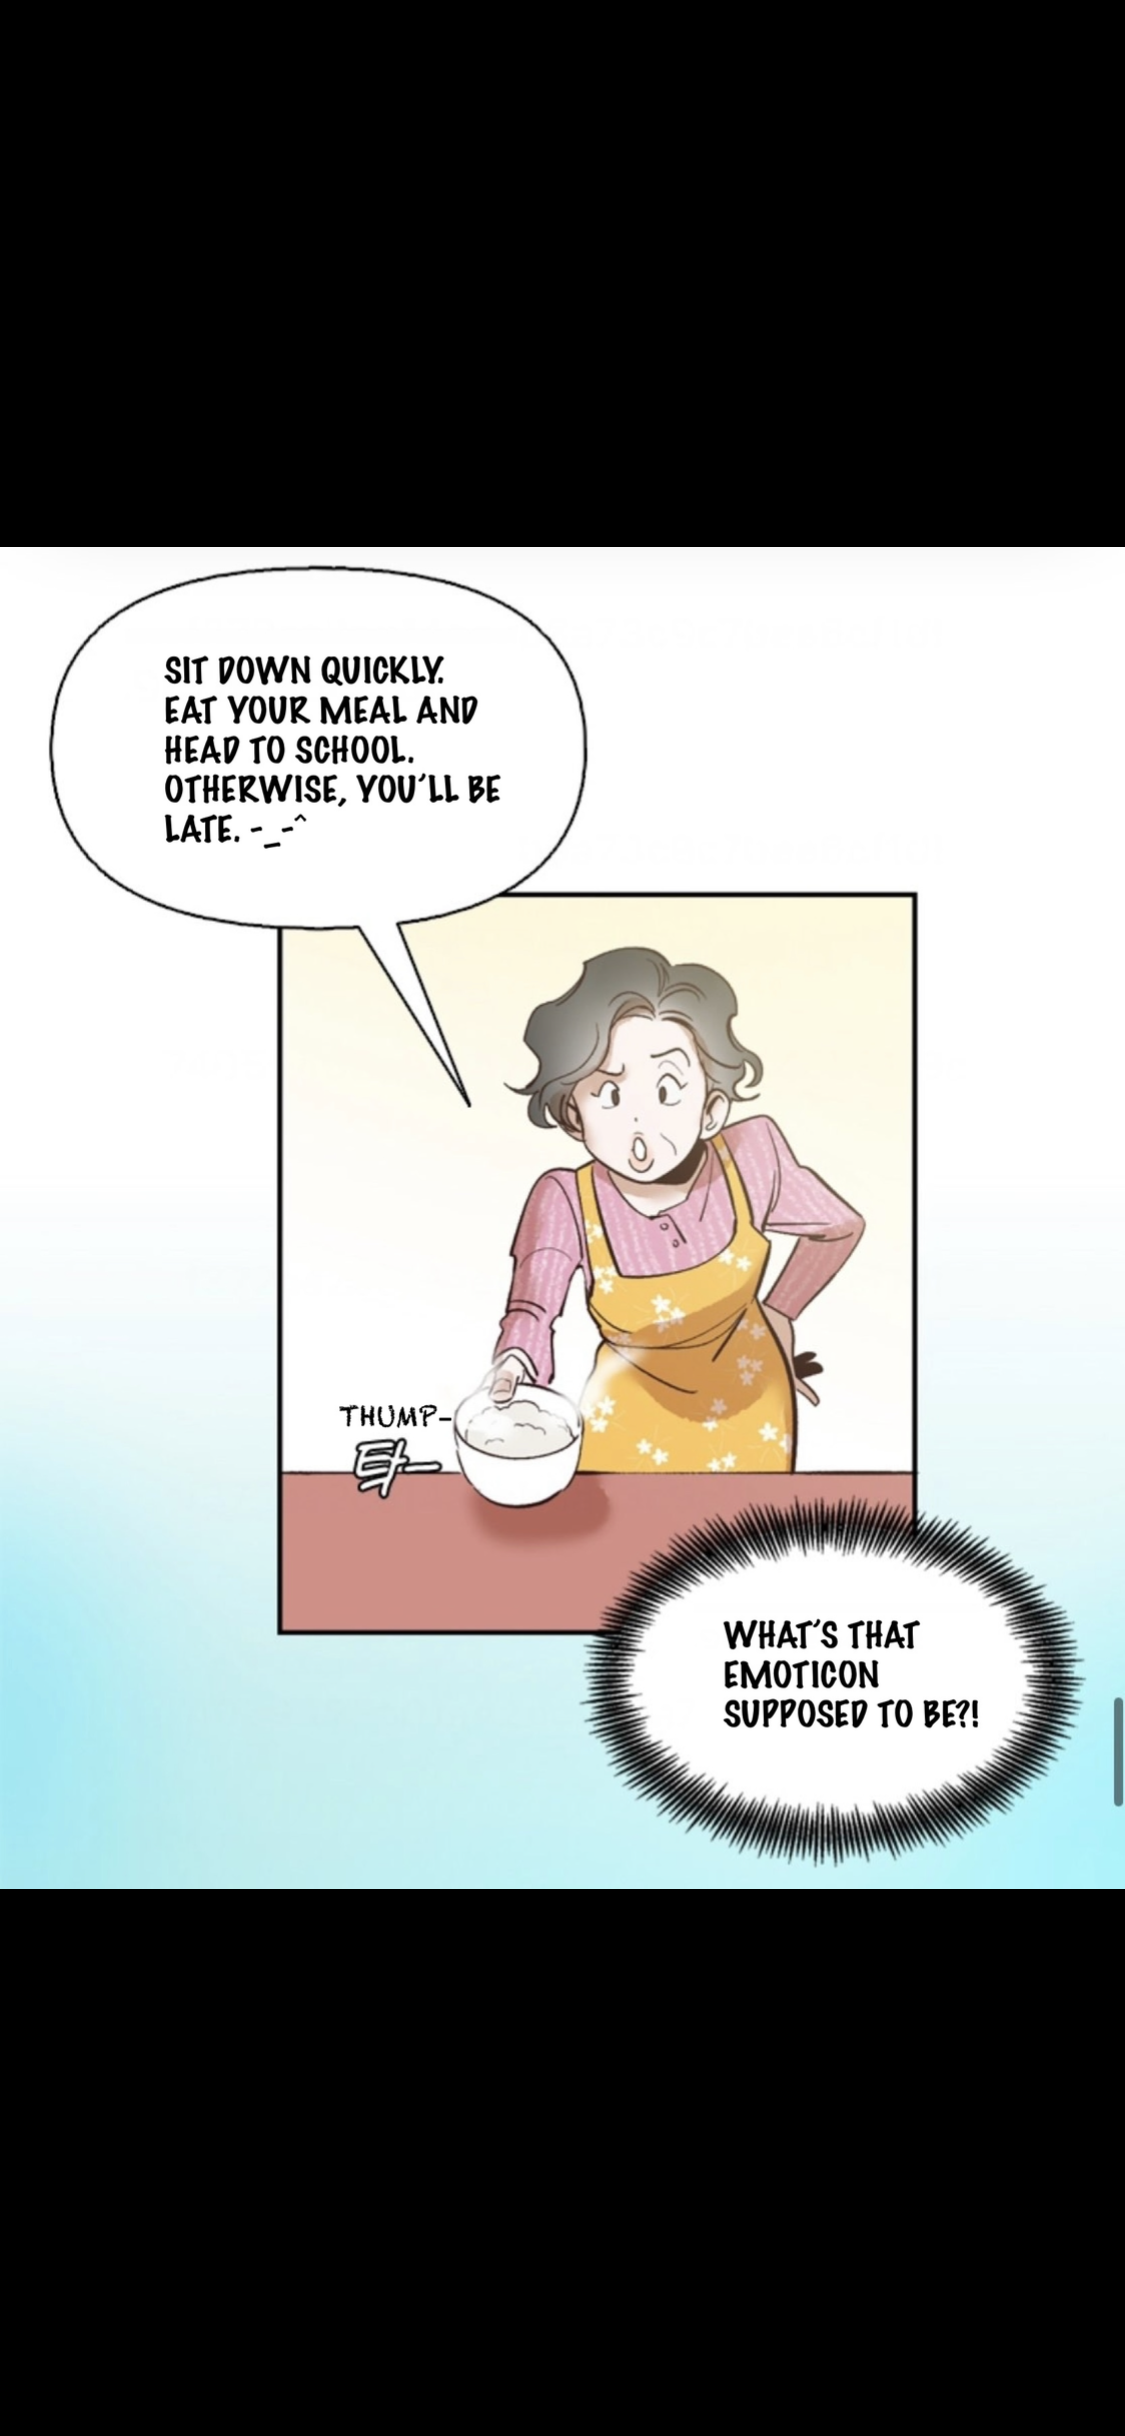 SIT DOWN QUICKLY.
EAT YOUR MEAL AND
HEAD TO SCHOOL.
OTHERWISE, YOU'LL BE
LATE. -_-^
THUMP-
탁-
WHAT'S THAT
EMOTICON
SUPPOSED TO BE?!